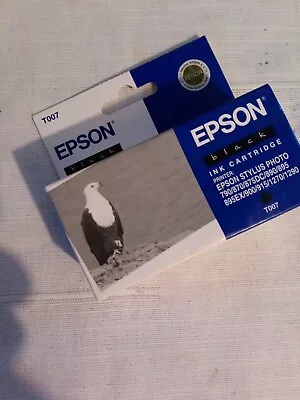 T007
EPSON
black
EPSON
black
INK CARTRIDGE
PRINTER:
EPSON STYLUS PHOTO
790/870/875DC/890/895
895EX/900/915/1270/1290
T007